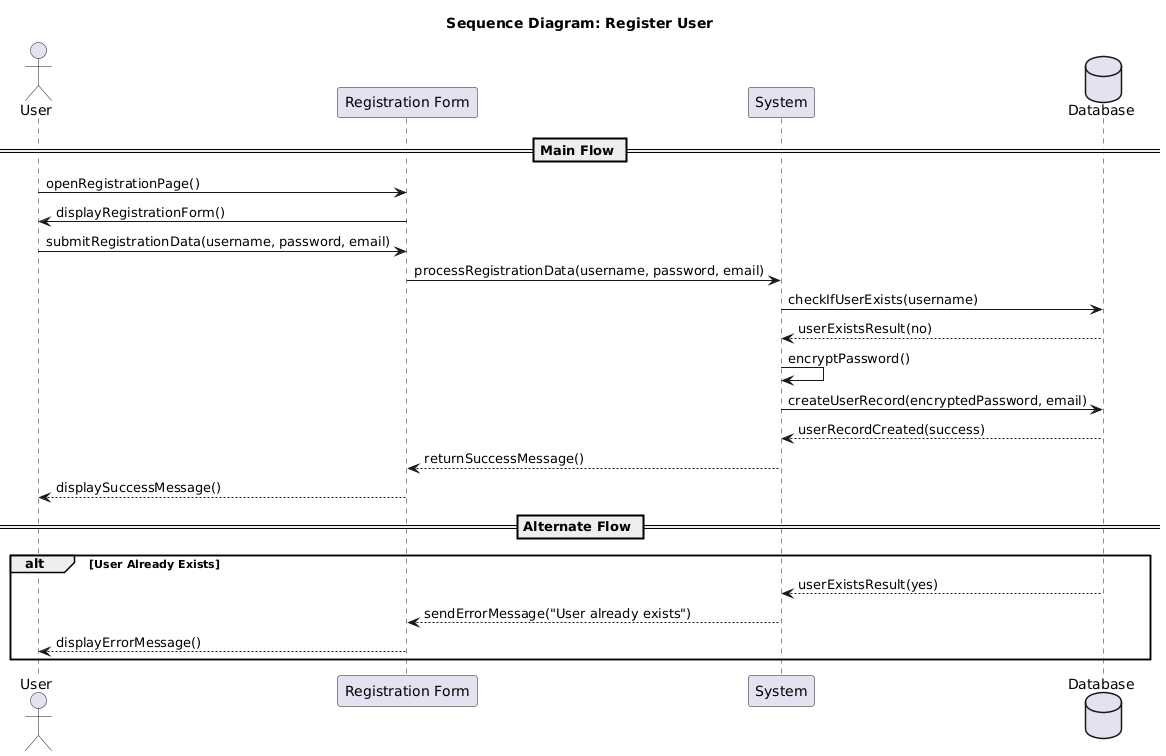 Sequence Diagram: Register User
User
Registration Form
System
Database
Main Flow
openRegistrationPage()
displayRegistrationForm()
submitRegistrationData(username, password, email)
processRegistrationData(username, password, email)
checkIfUserExists(username)
userExistsResult(no)
encryptPassword()
createUserRecord(encryptedPassword, email)
userRecordCreated(success)
returnSuccessMessage()
displaySuccessMessage()
Alternate Flow
alt [User Already Exists]
userExistsResult(yes)
sendErrorMessage("User already exists")
displayErrorMessage()
User
Registration Form
System
Database